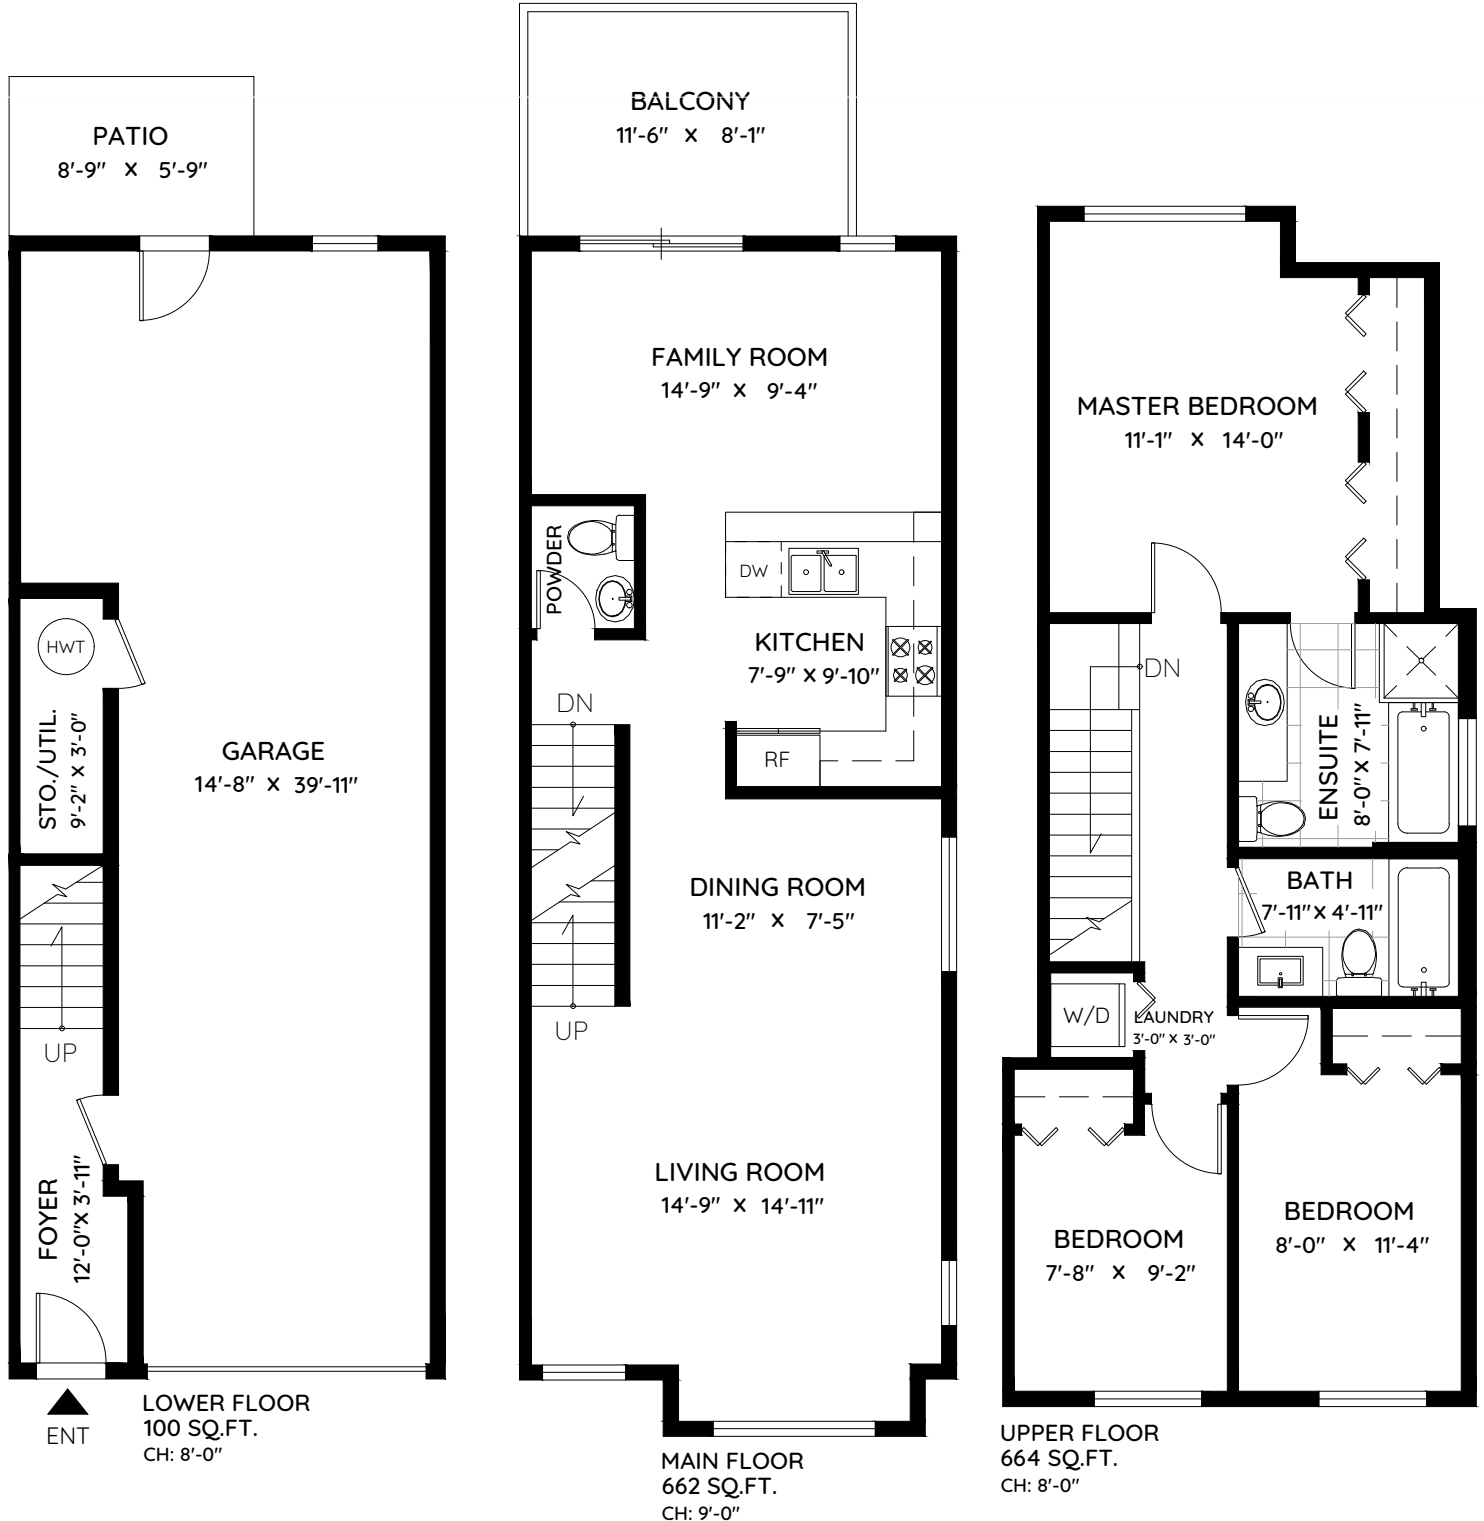 PATIO
8'-9" X 5'-9"
HWT
STO./UTIL.
9'-2" X 3'-0"
GARAGE
14'-8" X 39'-11"
UP
FOYER
12'-0"X 3'-11"
ENT
LOWER FLOOR
100 SQ.FT.
CH: 8'-0"
BALCONY
11'-6" X 8'-1"
FAMILY ROOM
14'-9" X 9'-4"
POWDER
DW
KITCHEN
7'-9" X 9'-10"
DN
RF
DINING ROOM
11'-2" X 7'-5"
UP
LIVING ROOM
14'-9" X 14'-11"
MAIN FLOOR
662 SQ.FT.
CH: 9'-0"
MASTER BEDROOM
11'-1" X 14'-0"
DN
ENSUITE
8'-0"X 7'-11"
BATH
7'-11"X 4'-11"
W/D
LAUNDRY
3'-0" X 3'-0"
BEDROOM
7'-8" X 9'-2"
BEDROOM
8'-0" X 11'-4"
UPPER FLOOR
664 SQ.FT.
CH: 8'-0"